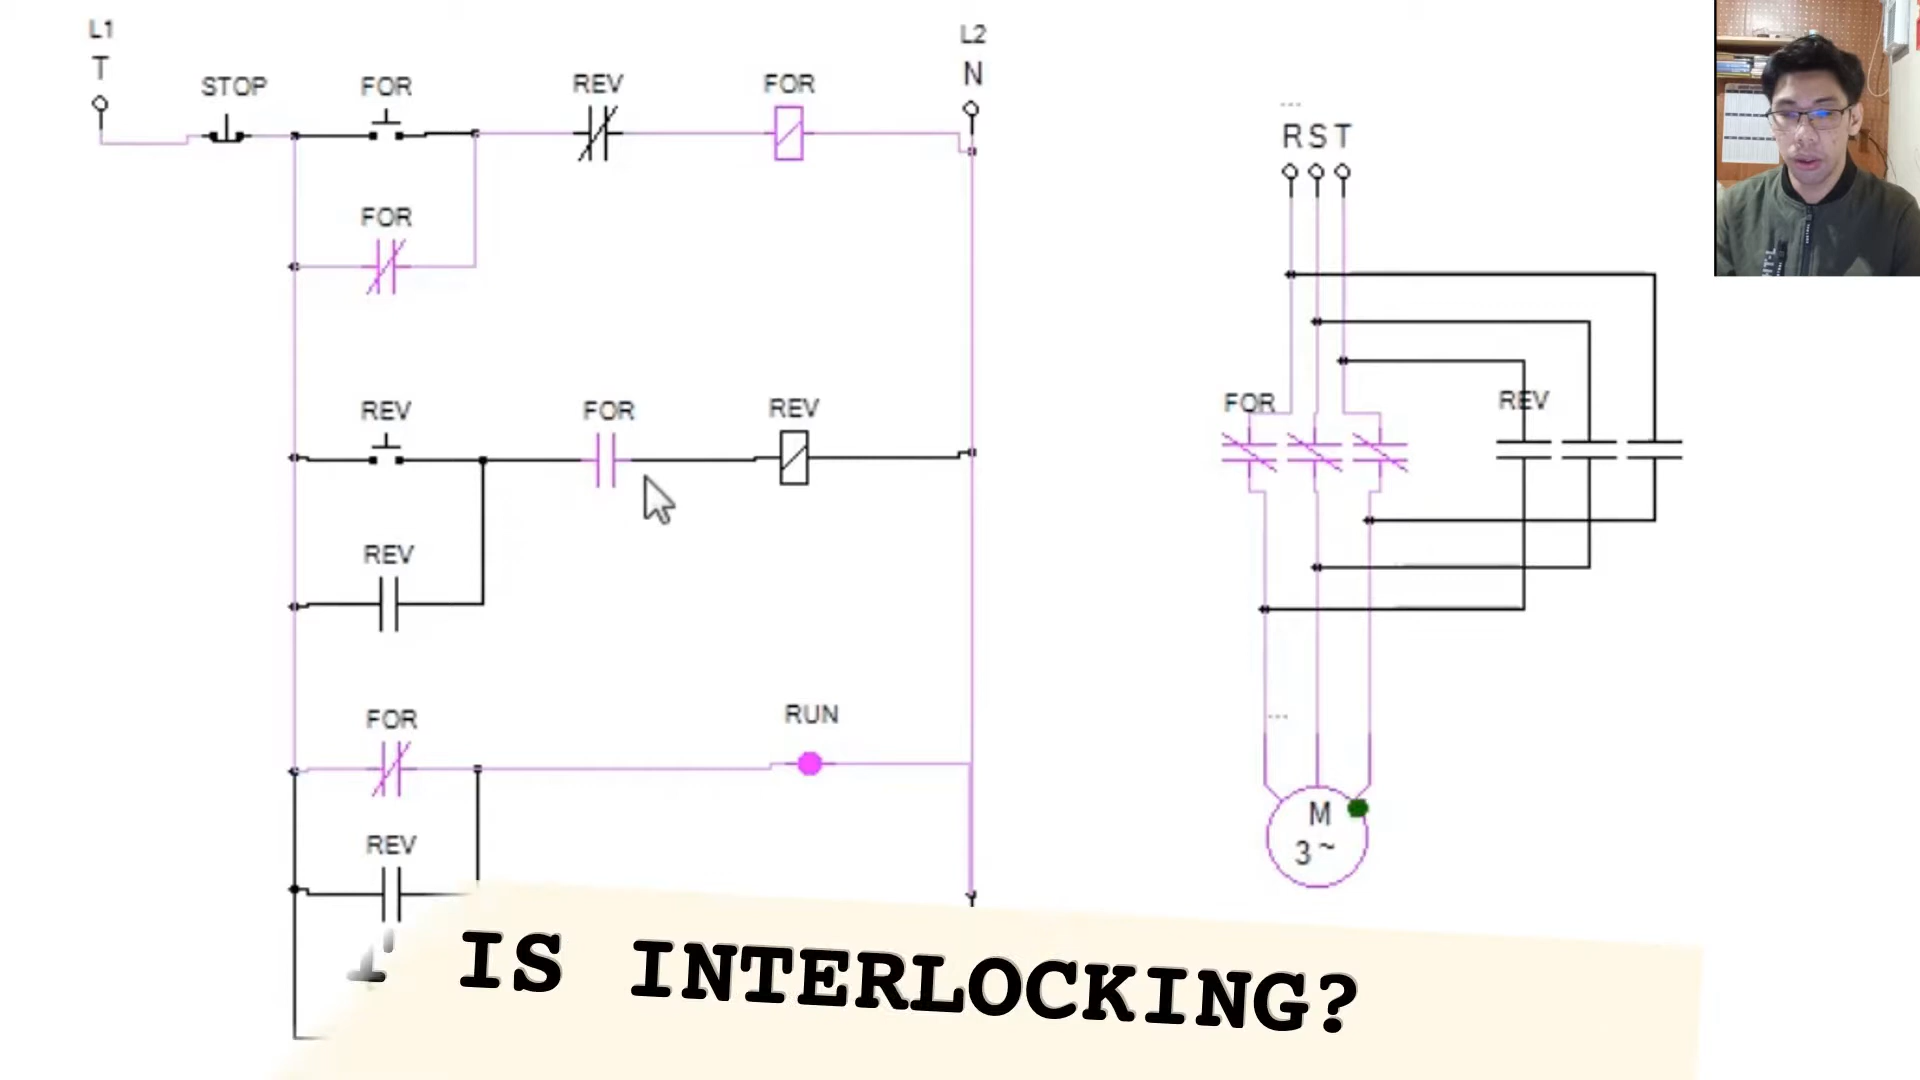 L1
T
STOP
FOR
REV
FOR
L2
N
FOR
REV
FOR
REV
REV
FOR
RUN
REV
... 
R S T
FOR
REV
...
M
3~
IS INTERLOCKING?